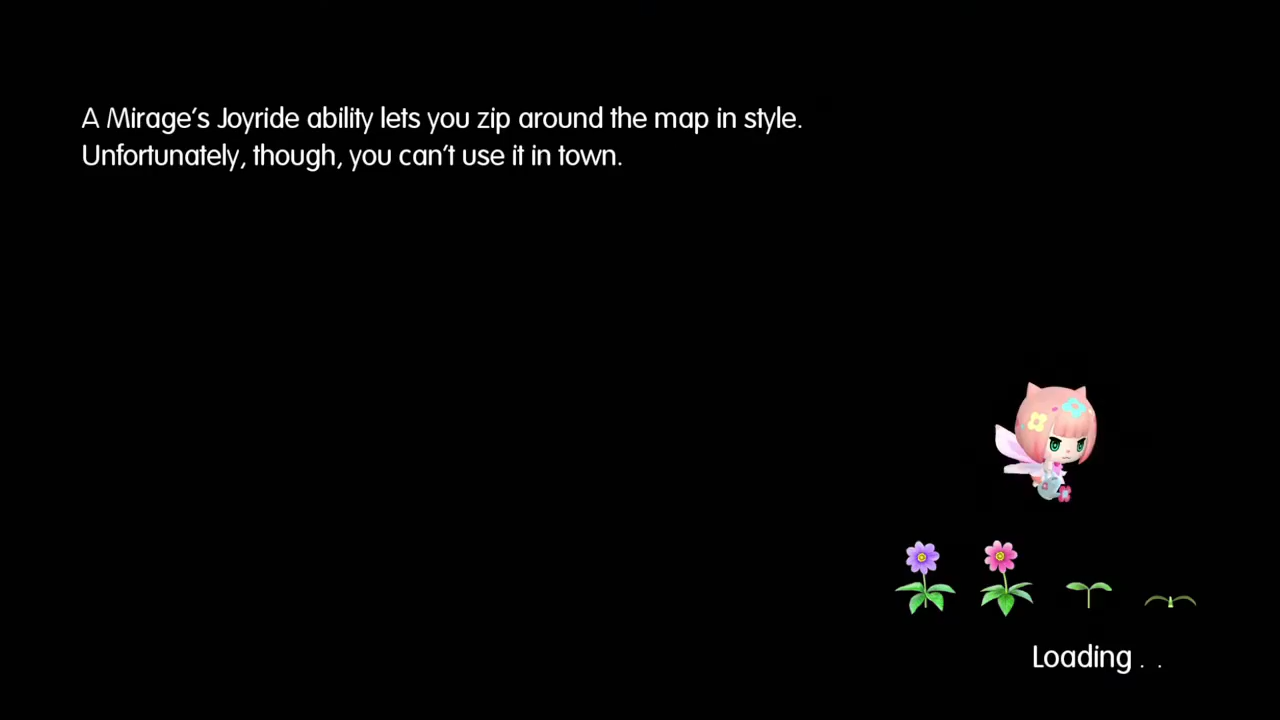 A Mirage's Joyride ability lets you zip around the map in style.
Unfortunately, though, you can't use it in town.
Loading . .